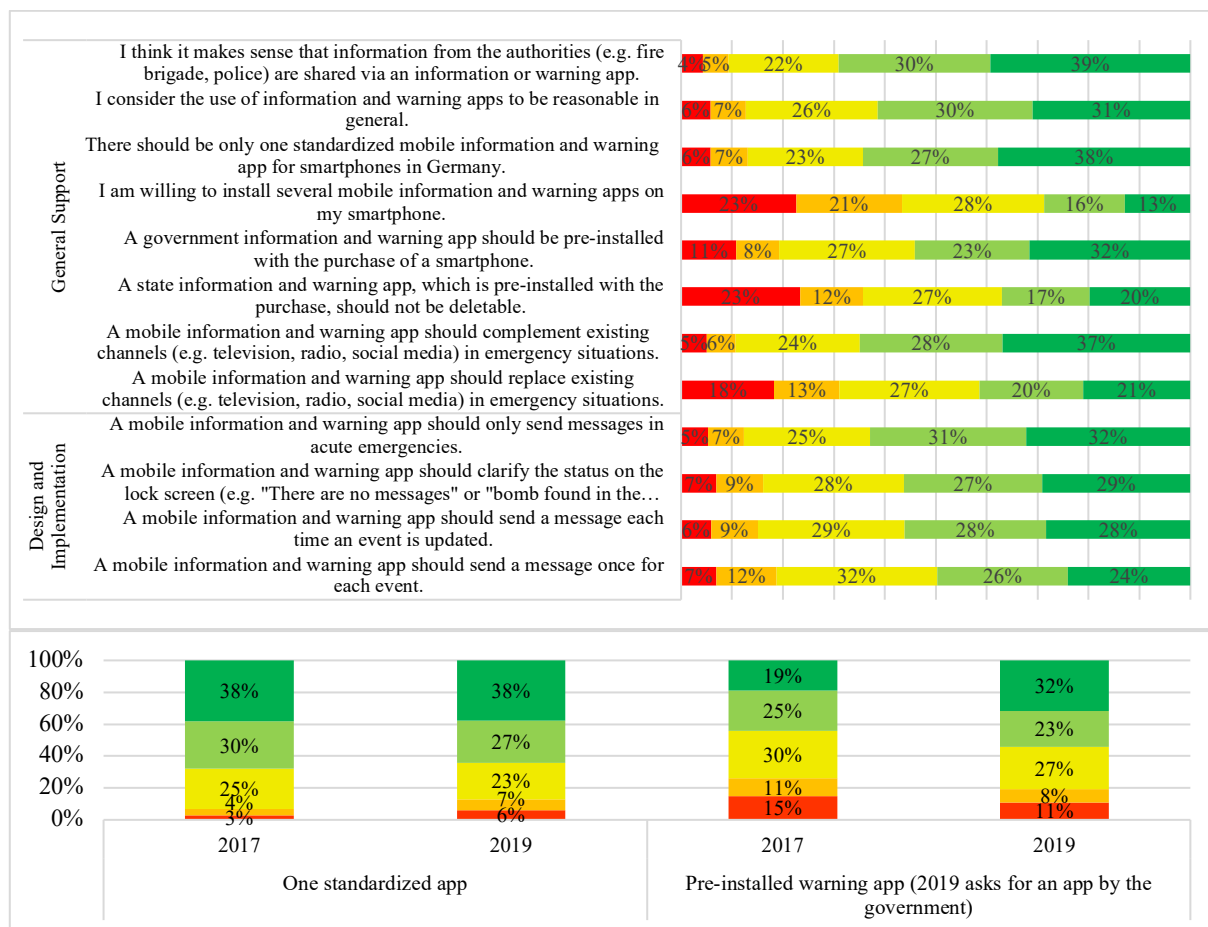 General Support
I think it makes sense that information from the authorities (e.g. fire
brigade, police) are shared via an information or warning app.
4% 5% 22% 30% 39%
I consider the use of information and warning apps to be reasonable in
general.
6% 7% 26% 30% 31%
There should be only one standardized mobile information and warning
app for smartphones in Germany.
6% 7% 23% 27% 38%
I am willing to install several mobile information and warning apps on
my smartphone.
23% 21% 28% 16% 13%
A government information and warning app should be pre-installed
with the purchase of a smartphone.
11% 8% 27% 23% 32%
A state information and warning app, which is pre-installed with the
purchase, should not be deletable.
23% 12% 27% 17% 20%
A mobile information and warning app should complement existing
channels (e.g. television, radio, social media) in emergency situations.
5% 6% 24% 28% 37%
A mobile information and warning app should replace existing
channels (e.g. television, radio, social media) in emergency situations.
18% 13% 27% 20% 21%
Design and
Implementation
A mobile information and warning app should only send messages in
acute emergencies.
5% 7% 25% 31% 32%
A mobile information and warning app should clarify the status on the
lock screen (e.g. "There are no messages" or "bomb found in the…
7% 9% 28% 27% 29%
A mobile information and warning app should send a message each
time an event is updated.
6% 9% 29% 28% 28%
A mobile information and warning app should send a message once for
each event.
7% 12% 32% 26% 24%
100%
80%
60%
40%
20%
0%
38%
30%
25%
4%
3%
38%
27%
23%
7%
6%
19%
25%
30%
11%
15%
32%
23%
27%
8%
11%
2017 2019 2017 2019
One standardized app
Pre-installed warning app (2019 asks for an app by the
government)